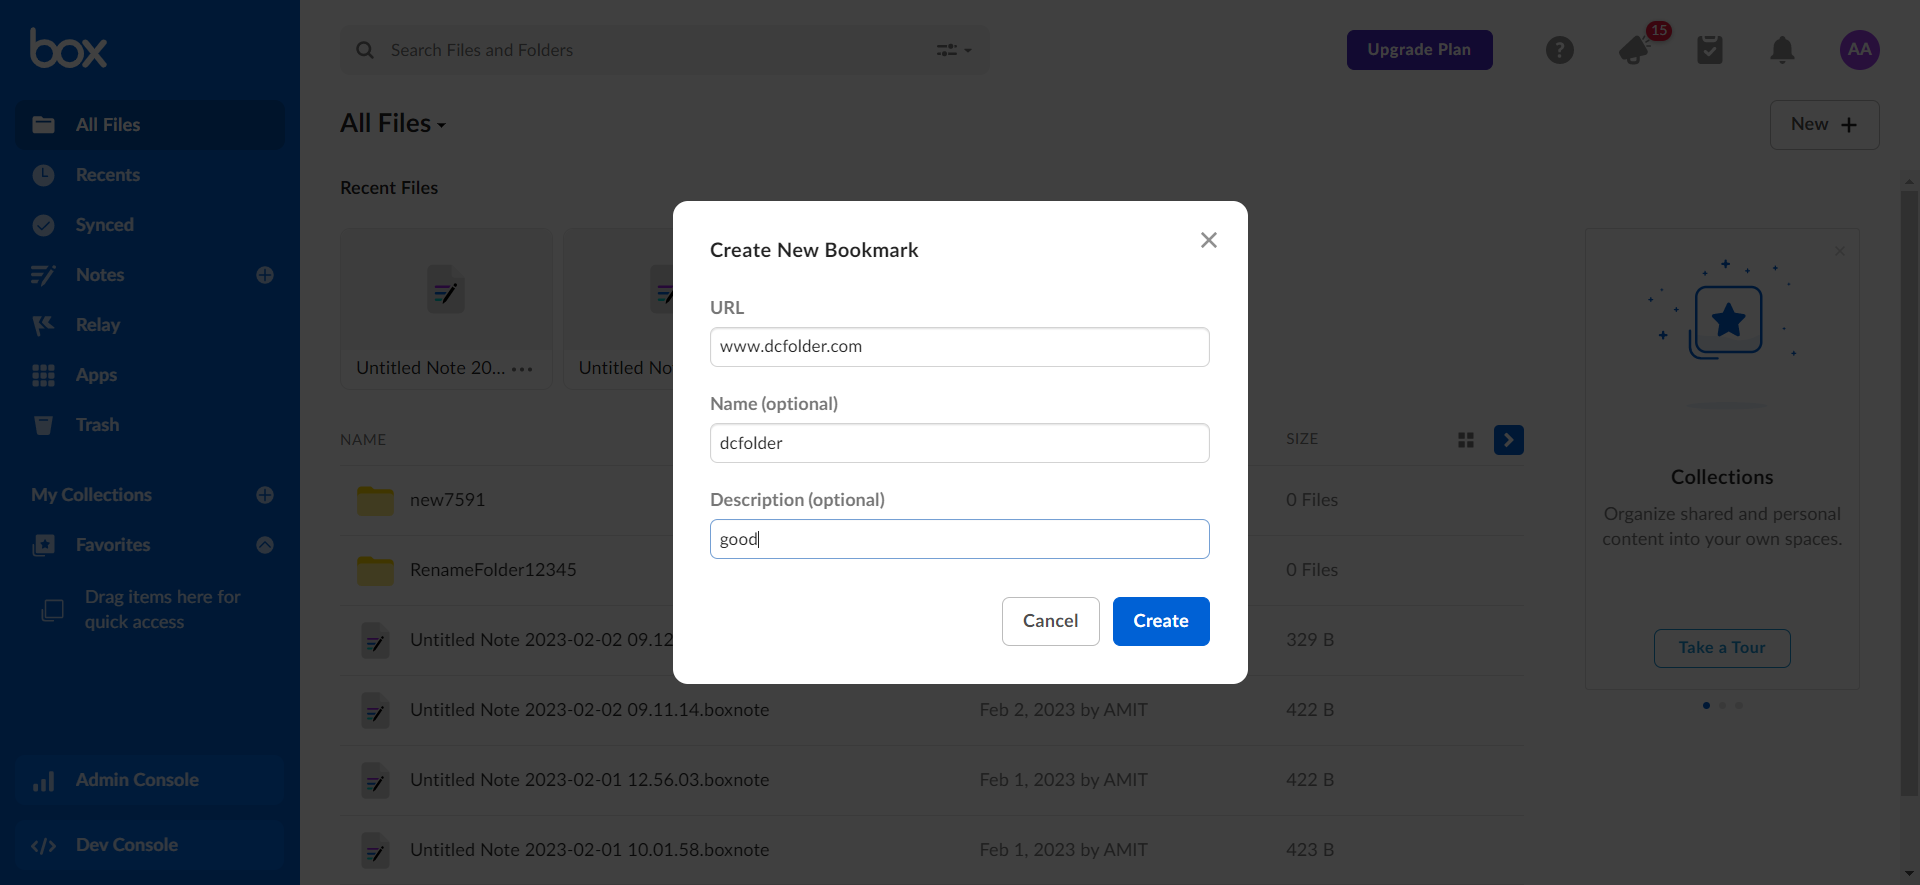 box
Search Files and Folders
Upgrade Plan
15
AA
All Files
Recents
Synced
Notes
Relay
Apps
Trash
My Collections
Favorites
Drag items here for
quick access
Admin Console
Dev Console
All Files
New
Recent Files
Untitled Note 20...
Untitled No
NAME
SIZE
new7591
0 Files
RenameFolder12345
0 Files
Untitled Note 2023-02-02 09.12
329 B
Untitled Note 2023-02-02 09.11.14.boxnote
Feb 2, 2023 by AMIT
422 B
Untitled Note 2023-02-01 12.56.03.boxnote
Feb 1, 2023 by AMIT
422 B
Untitled Note 2023-02-01 10.01.58.boxnote
Feb 1, 2023 by AMIT
423 B
Create New Bookmark
URL
www.dcfolder.com
Name (optional)
dcfolder
Description (optional)
good
Cancel
Create
Collections
Organize shared and personal
content into your own spaces.
Take a Tour